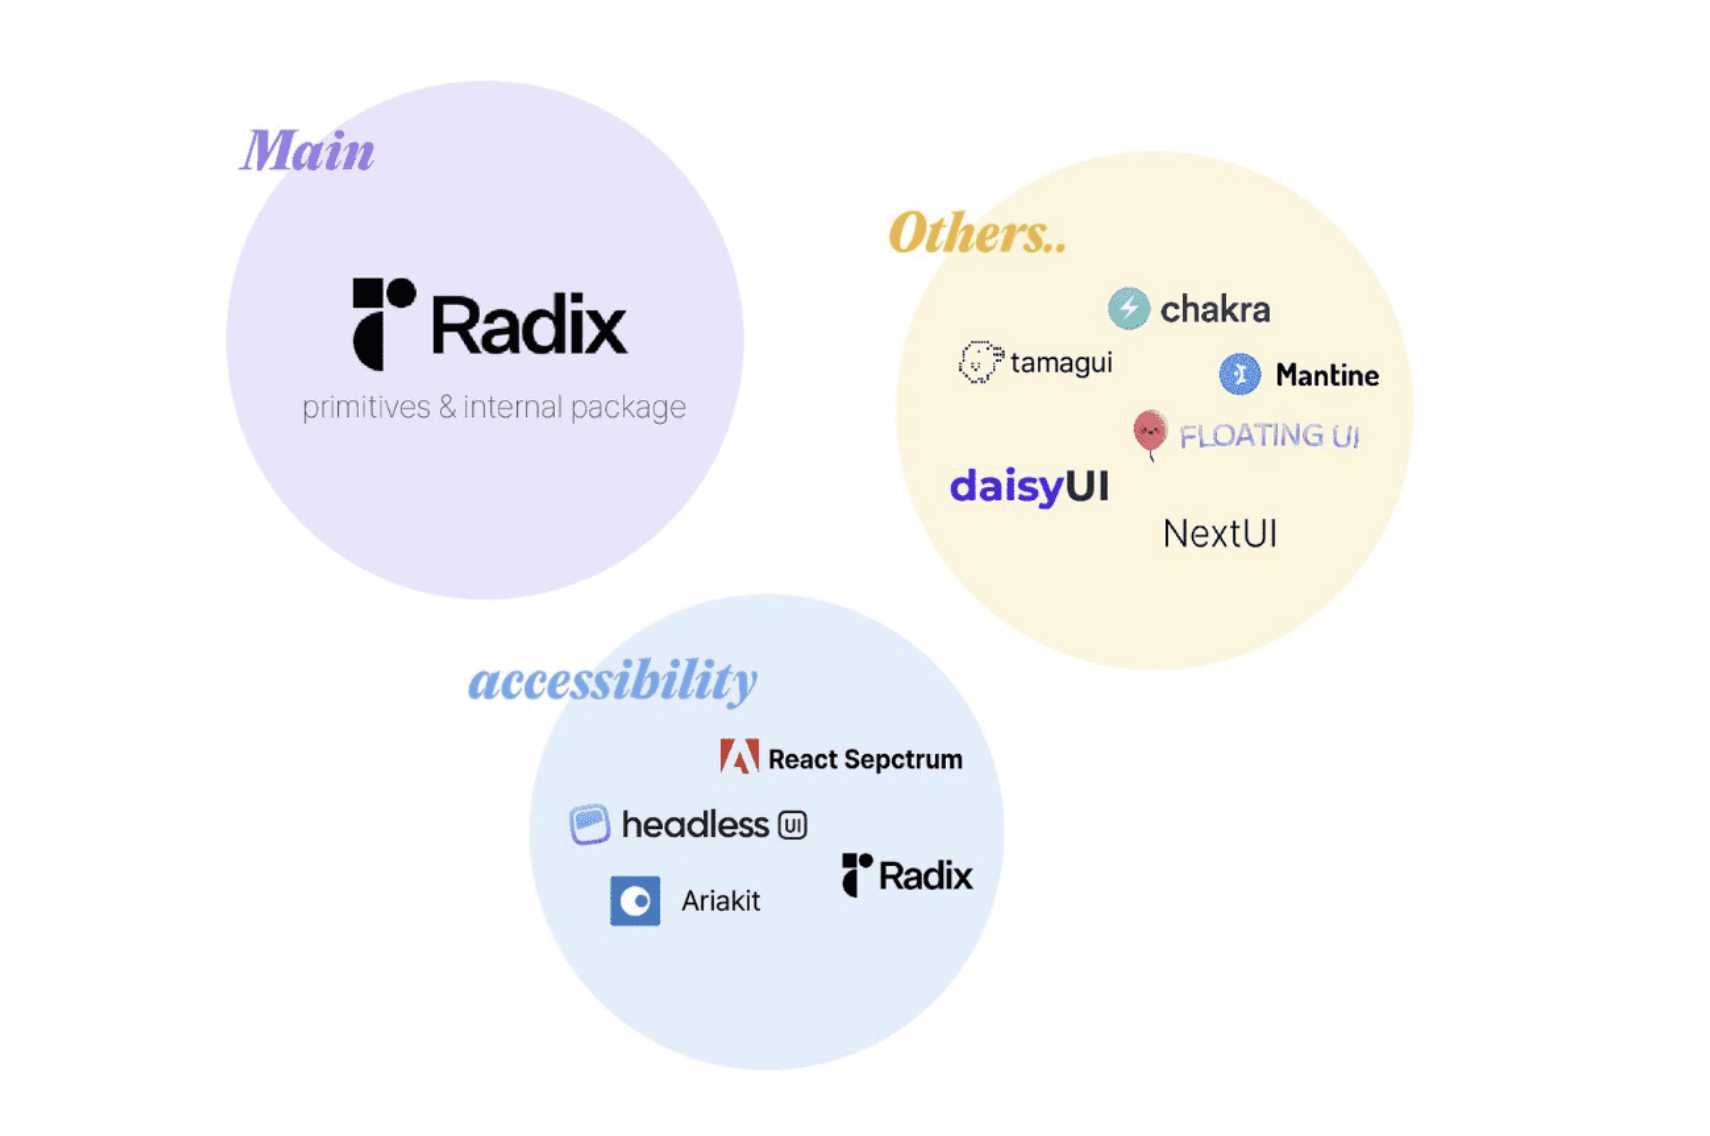 Main
Radix
primitives & internal package
Others..
chakra
tamagui
Mantine
FLOATING UI
daisyUI
NextUI
accessibility
React Sepctrum
headless UI
Radix
Ariakit